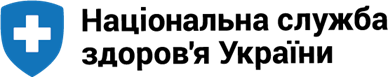 Національна служба
здоров'я України